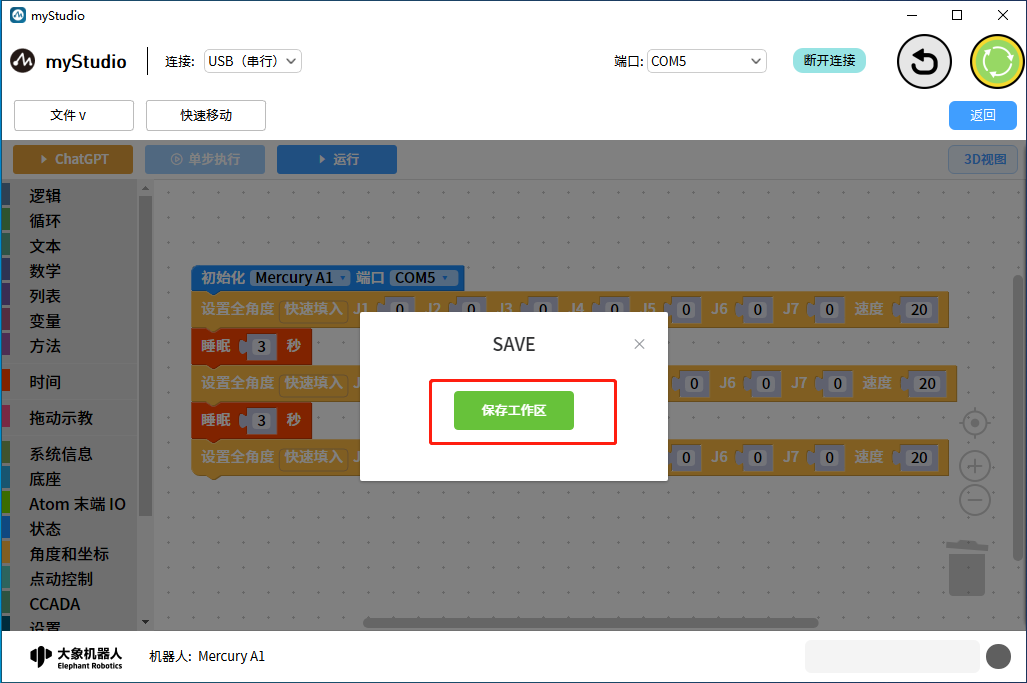 myStudio
myStudio 连接: USB（串行） 端口: COM5 断开连接
文件 v 快速移动 返回
ChatGPT 单步执行 运行 3D视图
逻辑
循环
文本
数学
列表
变量
方法
时间
拖动示教
系统信息
底座
Atom 末端 IO
状态
角度和坐标
点动控制
CCADA
设置
初始化 Mercury A1 端口 COM5
设置全角度 快速填入 J1 0 J2 0 J3 0 J4 0 J5 0 J6 0 J7 0 速度 20
睡眠 3 秒
设置全角度 快速填入 0 J6 0 J7 0 速度 20
睡眠 3 秒
设置全角度 快速填入 0 J6 0 J7 0 速度 20
SAVE
保存工作区
大象机器人
Elephant Robotics
机器人: Mercury A1